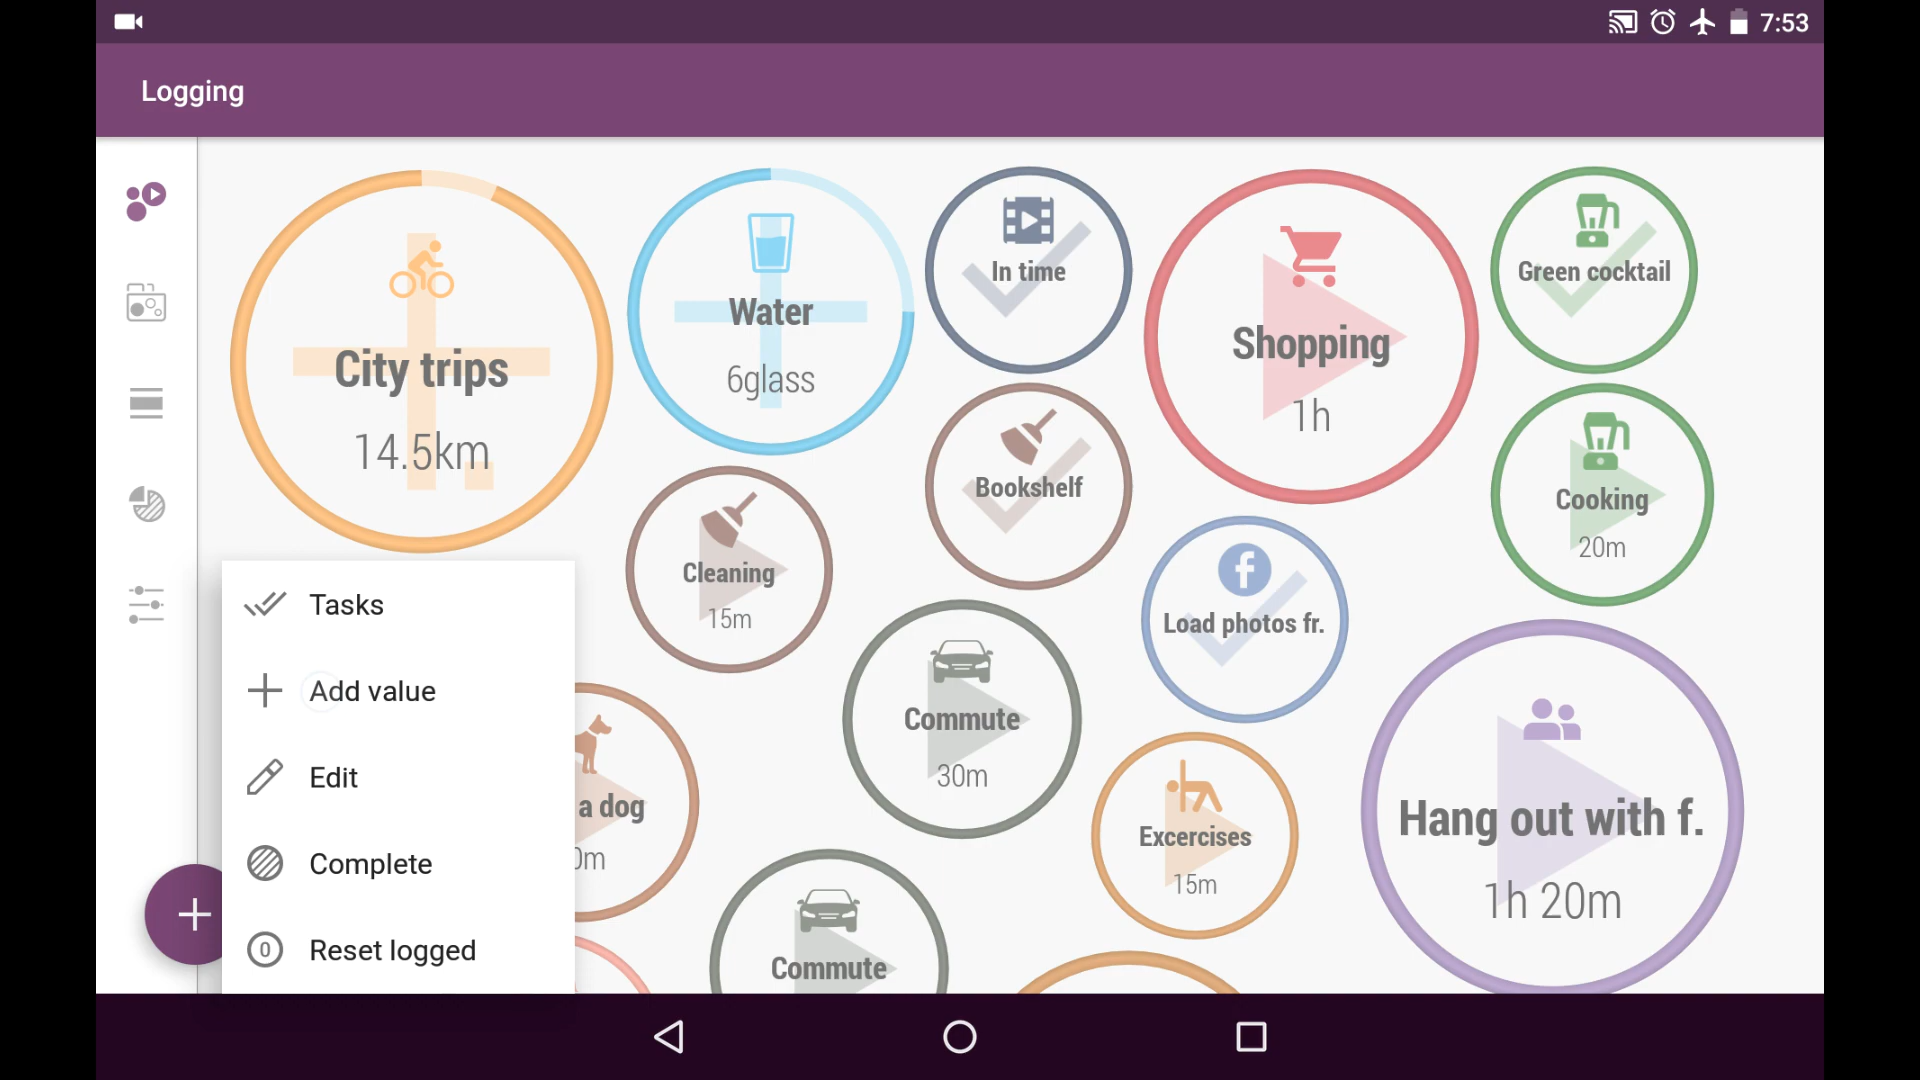 7:53
Logging
City trips
14.5km
Water
6glass
In time
Shopping
1h
Green cocktail
Bookshelf
Cooking
20m
Cleaning
15m
Load photos fr.
Commute
30m
a dog
0m
Excercises
15m
Hang out with f.
1h 20m
Commute
Tasks
Add value
Edit
Complete
0
Reset logged